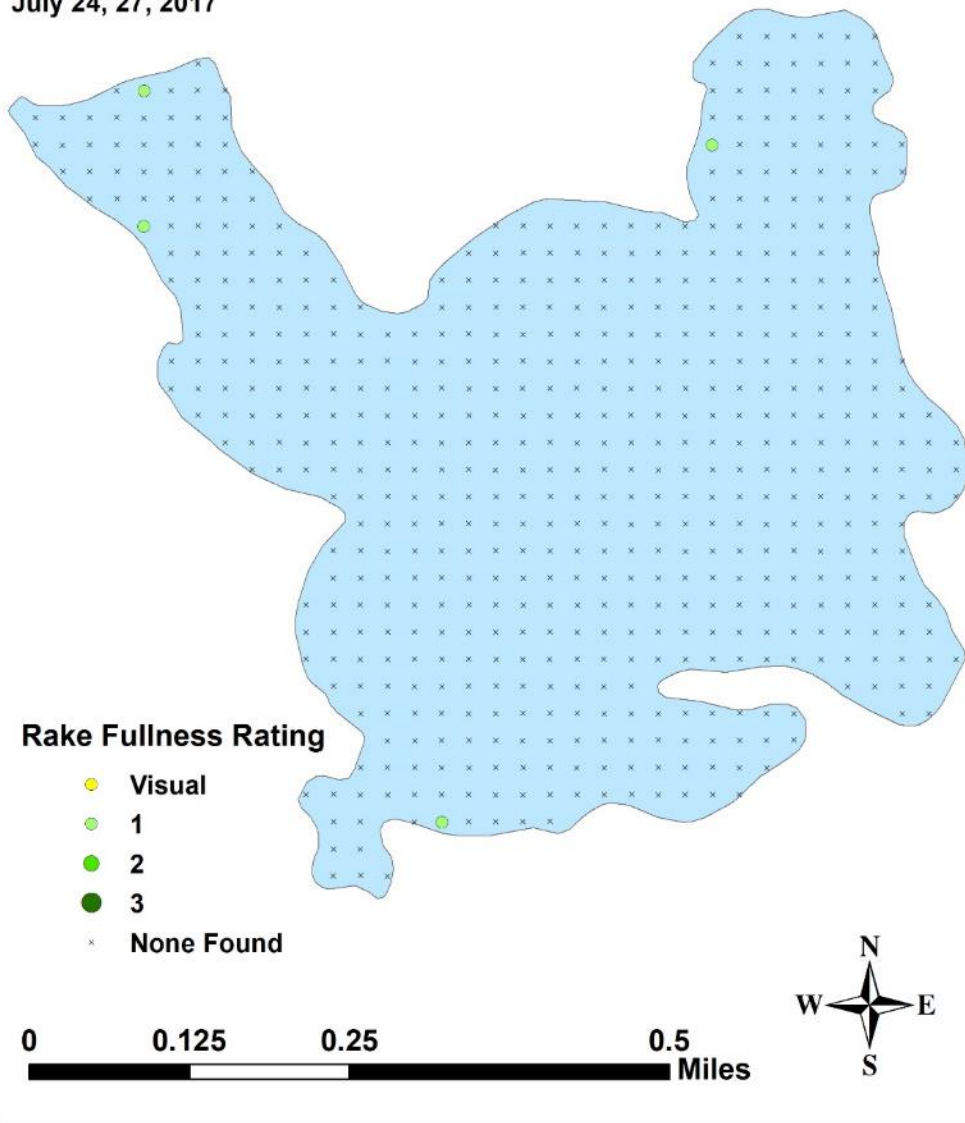 July 24, 27, 2017
Rake Fullness Rating
Visual
1
2
3
None Found
N
W E
S
0 0.125 0.25 0.5
Miles